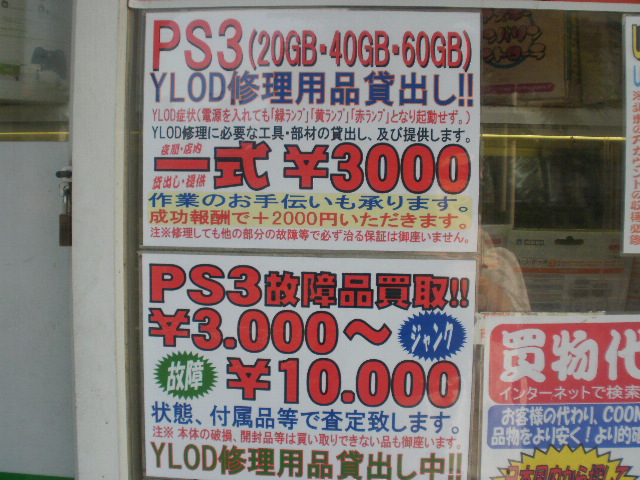 PS3(20GB・40GB・60GB)
YLOD修理用品貸出し!!
YLOD症状(電源を入れても「緑ランプ」「黄ランプ」「赤ランプ」となり起動せず。)
YLOD修理に必要な工具・部材の貸出し、及び提供します。
夜間・店内
貸出し・提供
一式 ¥3000
作業のお手伝いも承ります。
成功報酬で+2000円いただきます。
注※修理しても他の部分の故障等で必ず治る保証は御座いません。
PS3故障品買取!!
¥3.000～
ジャンク
故障
¥10.000
状態、付属品等で査定致します。
注※ 本体の破損、開封品等は買い取りできない品も御座います。
YLOD修理用品貸出し中!!
買物代
インターネットで検索
お客様の代わり、COO
品物をより安く!より的
日本国内から探して